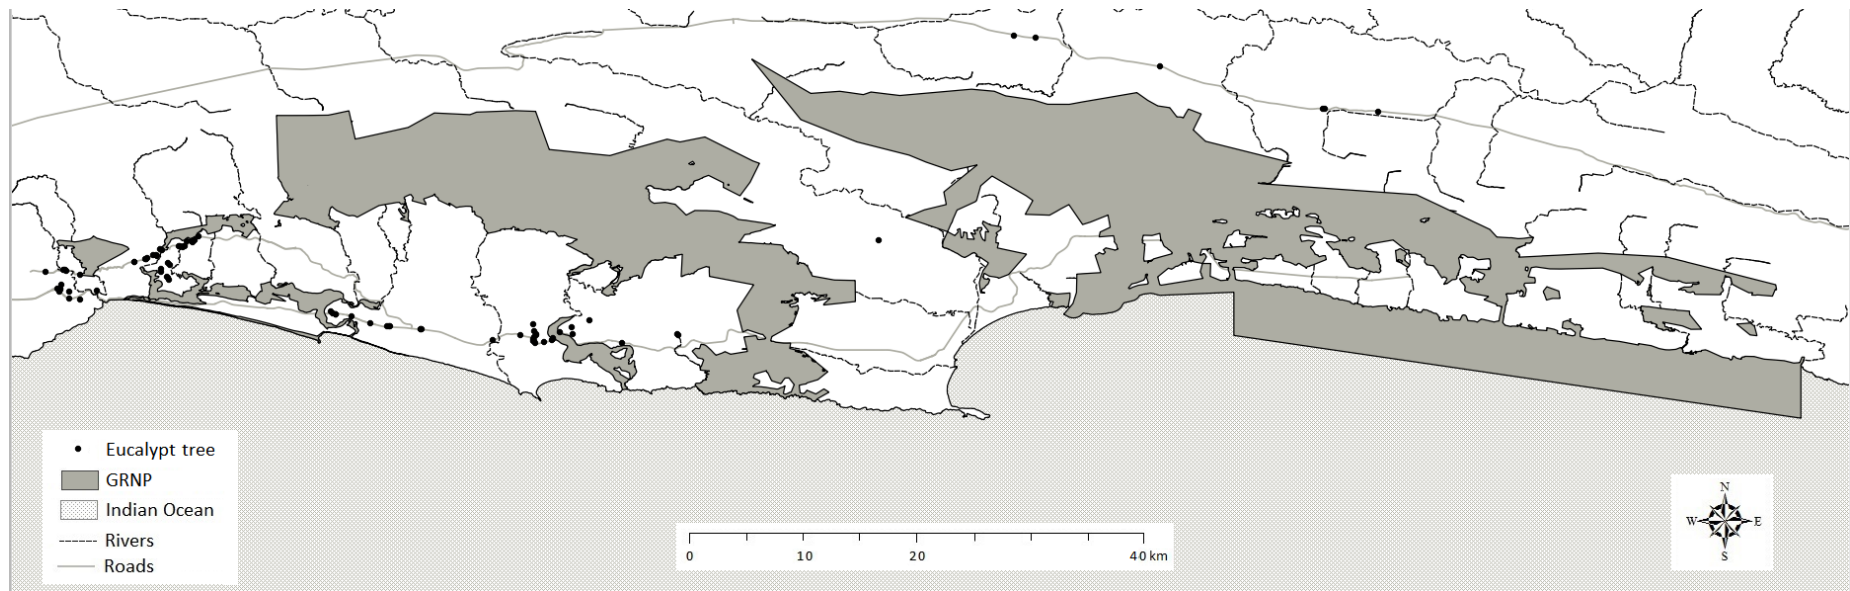 Eucalypt tree
GRNP
Indian Ocean
Rivers
Roads
0 10 20 40 km
N
W E
S